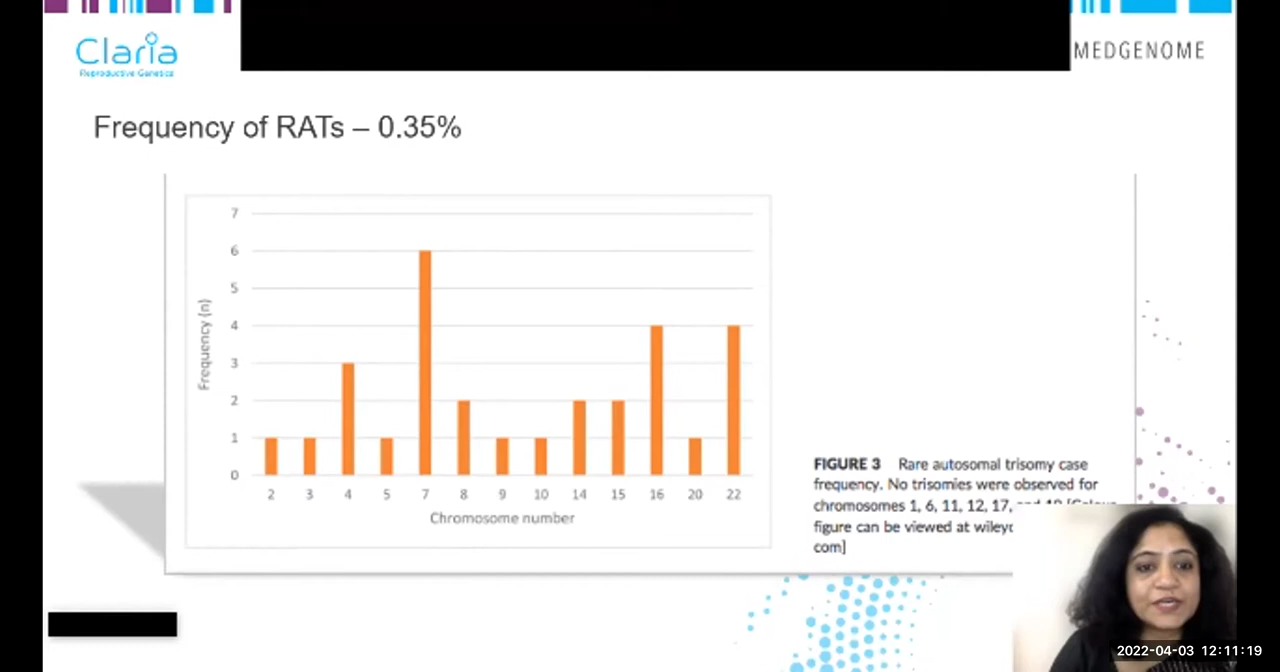 Claria
Reproductive Genetics
MEDGENOME
Frequency of RATs – 0.35%
7
6
5
4
3
2
1
0
Frequency (n)
2 3 4 5 7 8 9 10 14 15 16 20 22
Chromosome number
FIGURE 3 Rare autosomal trisomy case
frequency. No trisomies were observed for
chromosomes 1, 6, 11, 12, 17,
figure can be viewed at
com]
2022-04-03 12:11:19